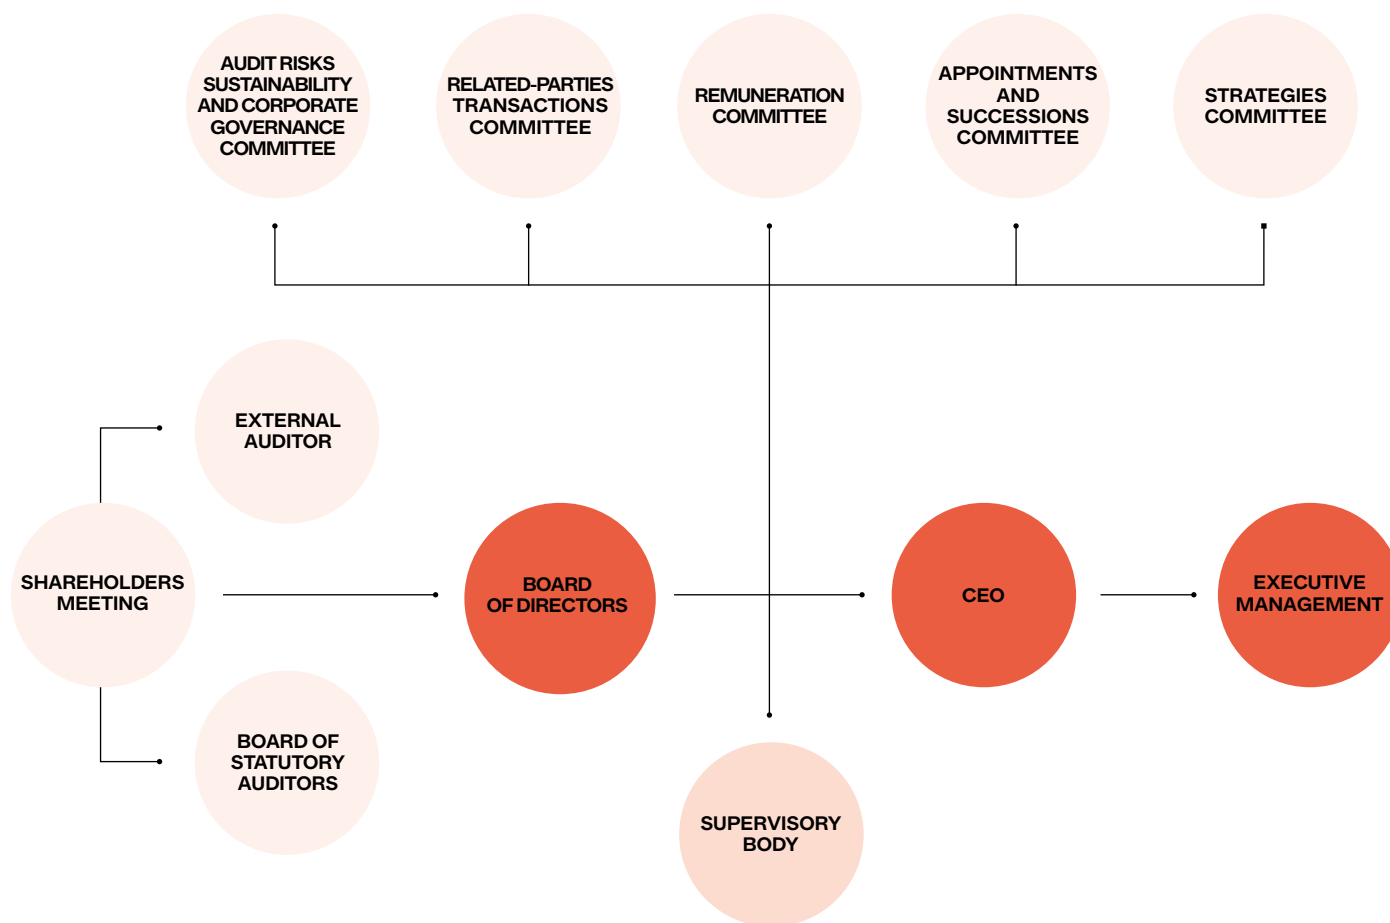 AUDIT RISKS
SUSTAINABILITY
AND CORPORATE
GOVERNANCE
COMMITTEE
RELATED-PARTIES
TRANSACTIONS
COMMITTEE
REMUNERATION
COMMITTEE
APPOINTMENTS
AND
SUCCESSIONS
COMMITTEE
STRATEGIES
COMMITTEE
EXTERNAL
AUDITOR
SHAREHOLDERS
MEETING
BOARD
OF DIRECTORS
CEO
EXECUTIVE
MANAGEMENT
BOARD OF
STATUTORY
AUDITORS
SUPERVISORY
BODY